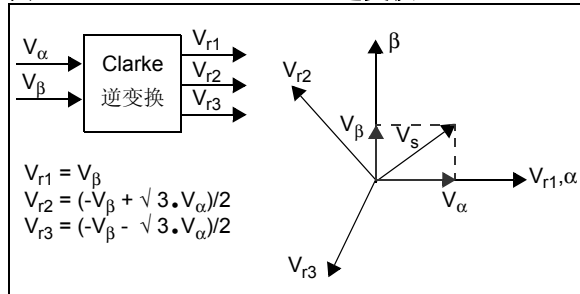 Vα
Vβ
Clarke
逆变换
Vr1
Vr2
Vr3
Vr1 = Vβ
Vr2 = (-Vβ + √3.Vα)/2
Vr3 = (-Vβ - √3.Vα)/2
β
Vr2
Vβ
Vs
Vr1,α
Vα
Vr3